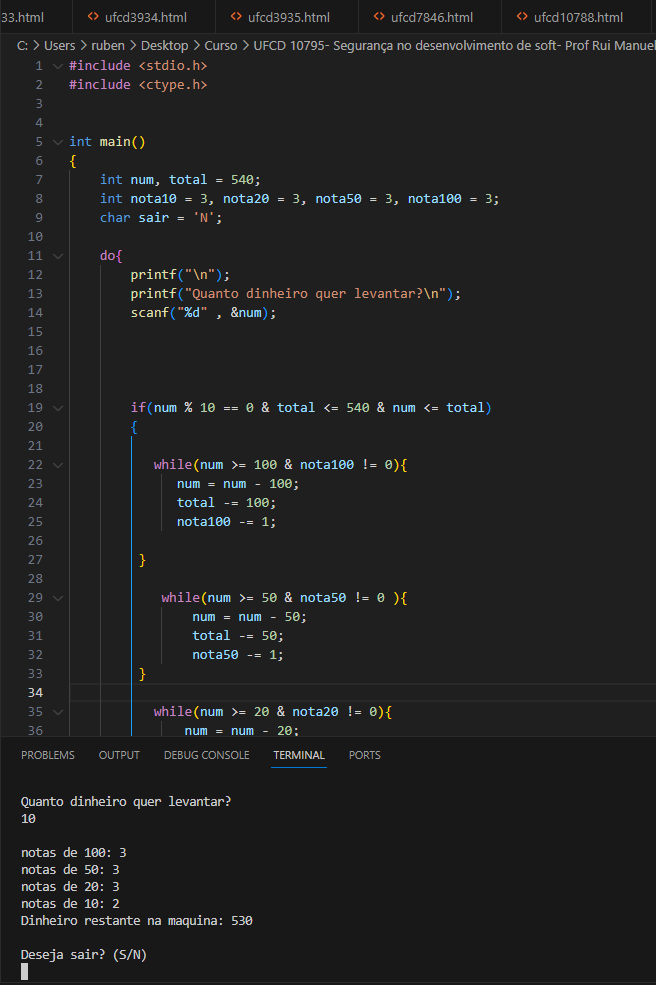 33.html <> ufcd3934.html <> ufcd3935.html <> ufcd7846.html <> ufcd10788.html
C: > Users > ruben > Desktop > Curso > UFCD 10795- Segurança no desenvolvimento de soft- Prof Rui Manuel
1 #include <stdio.h>
2 #include <ctype.h>
3
4
5 int main()
6 {
7 int num, total = 540;
8 int nota10 = 3, nota20 = 3, nota50 = 3, nota100 = 3;
9 char sair = 'N';
10
11 do{
12 printf("\n");
13 printf("Quanto dinheiro quer levantar?\n");
14 scanf("%d" , &num);
15
16
17
18
19 if(num % 10 == 0 & total <= 540 & num <= total)
20 {
21
22 while(num >= 100 & nota100 != 0){
23 num = num - 100;
24 total -= 100;
25 nota100 -= 1;
26
27 }
28
29 while(num >= 50 & nota50 != 0 ){
30 num = num - 50;
31 total -= 50;
32 nota50 -= 1;
33 }
34
35 while(num >= 20 & nota20 != 0){
36 num = num - 20;
PROBLEMS OUTPUT DEBUG CONSOLE TERMINAL PORTS
Quanto dinheiro quer levantar?
10
notas de 100: 3
notas de 50: 3
notas de 20: 3
notas de 10: 2
Dinheiro restante na maquina: 530
Deseja sair? (S/N)